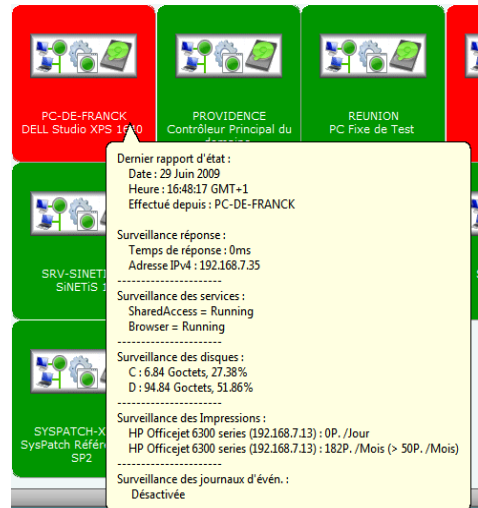 PC-DE-FRANCK
DELL Studio XPS 1640
PROVIDENCE
Contrôleur Principal du
REUNION
PC Fixe de Test
Dernier rapport d'état :
Date : 29 Juin 2009
Heure : 16:48:17 GMT+1
Effectué depuis : PC-DE-FRANCK
Surveillance réponse :
Temps de réponse : 0ms
Adresse IPv4 : 192.168.7.35
----------------------
Surveillance des services :
SharedAccess = Running
Browser = Running
----------------------
Surveillance des disques :
C : 6.84 Goctets, 27.38%
D : 94.84 Goctets, 51.86%
----------------------
Surveillance des Impressions :
HP Officejet 6300 series (192.168.7.13) : 0P. /Jour
HP Officejet 6300 series (192.168.7.13) : 182P. /Mois (> 50P. /Mois)
----------------------
Surveillance des journaux d'évén. :
Désactivée
SRV-SINETI
SiNETiS 1
SYSPATCH-X
SysPatch Référ
SP2